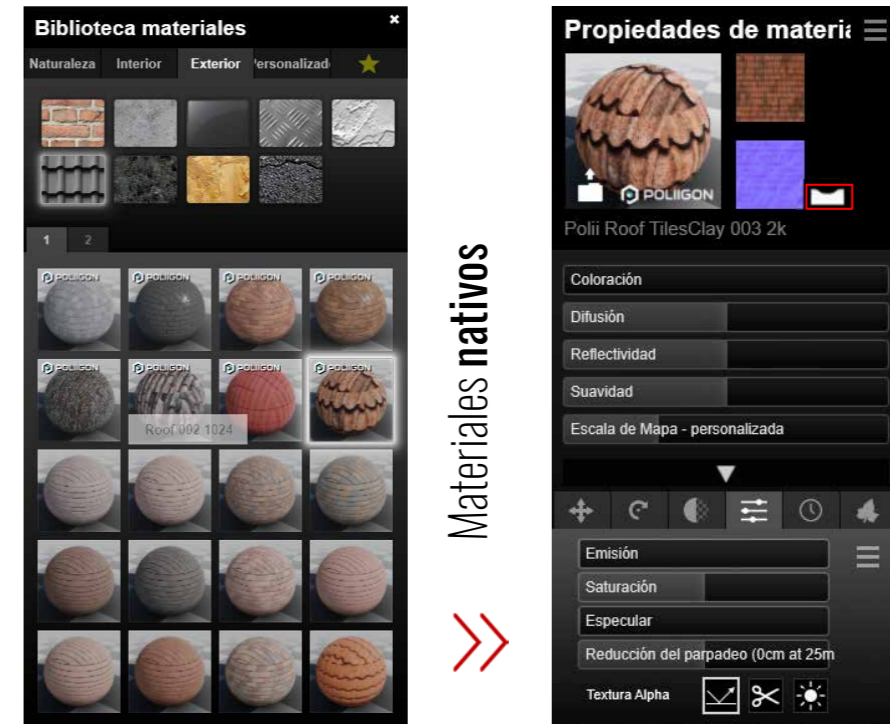 Biblioteca materiales
Naturaleza Interior Exterior 'ersonalizad
1 2
POLIIGON POLIIGON POLIIGON POLIIGON
POLIIGON POLIIGON POLIIGON POLIIGON
Roof 002 1024
Materiales nativos
Propiedades de materia
POLIIGON
Polii Roof TilesClay 003 2k
Coloración
Difusión
Reflectividad
Suavidad
Escala de Mapa - personalizada
Emisión
Saturación
Especular
Reducción del parpadeo (0cm at 25m
Textura Alpha